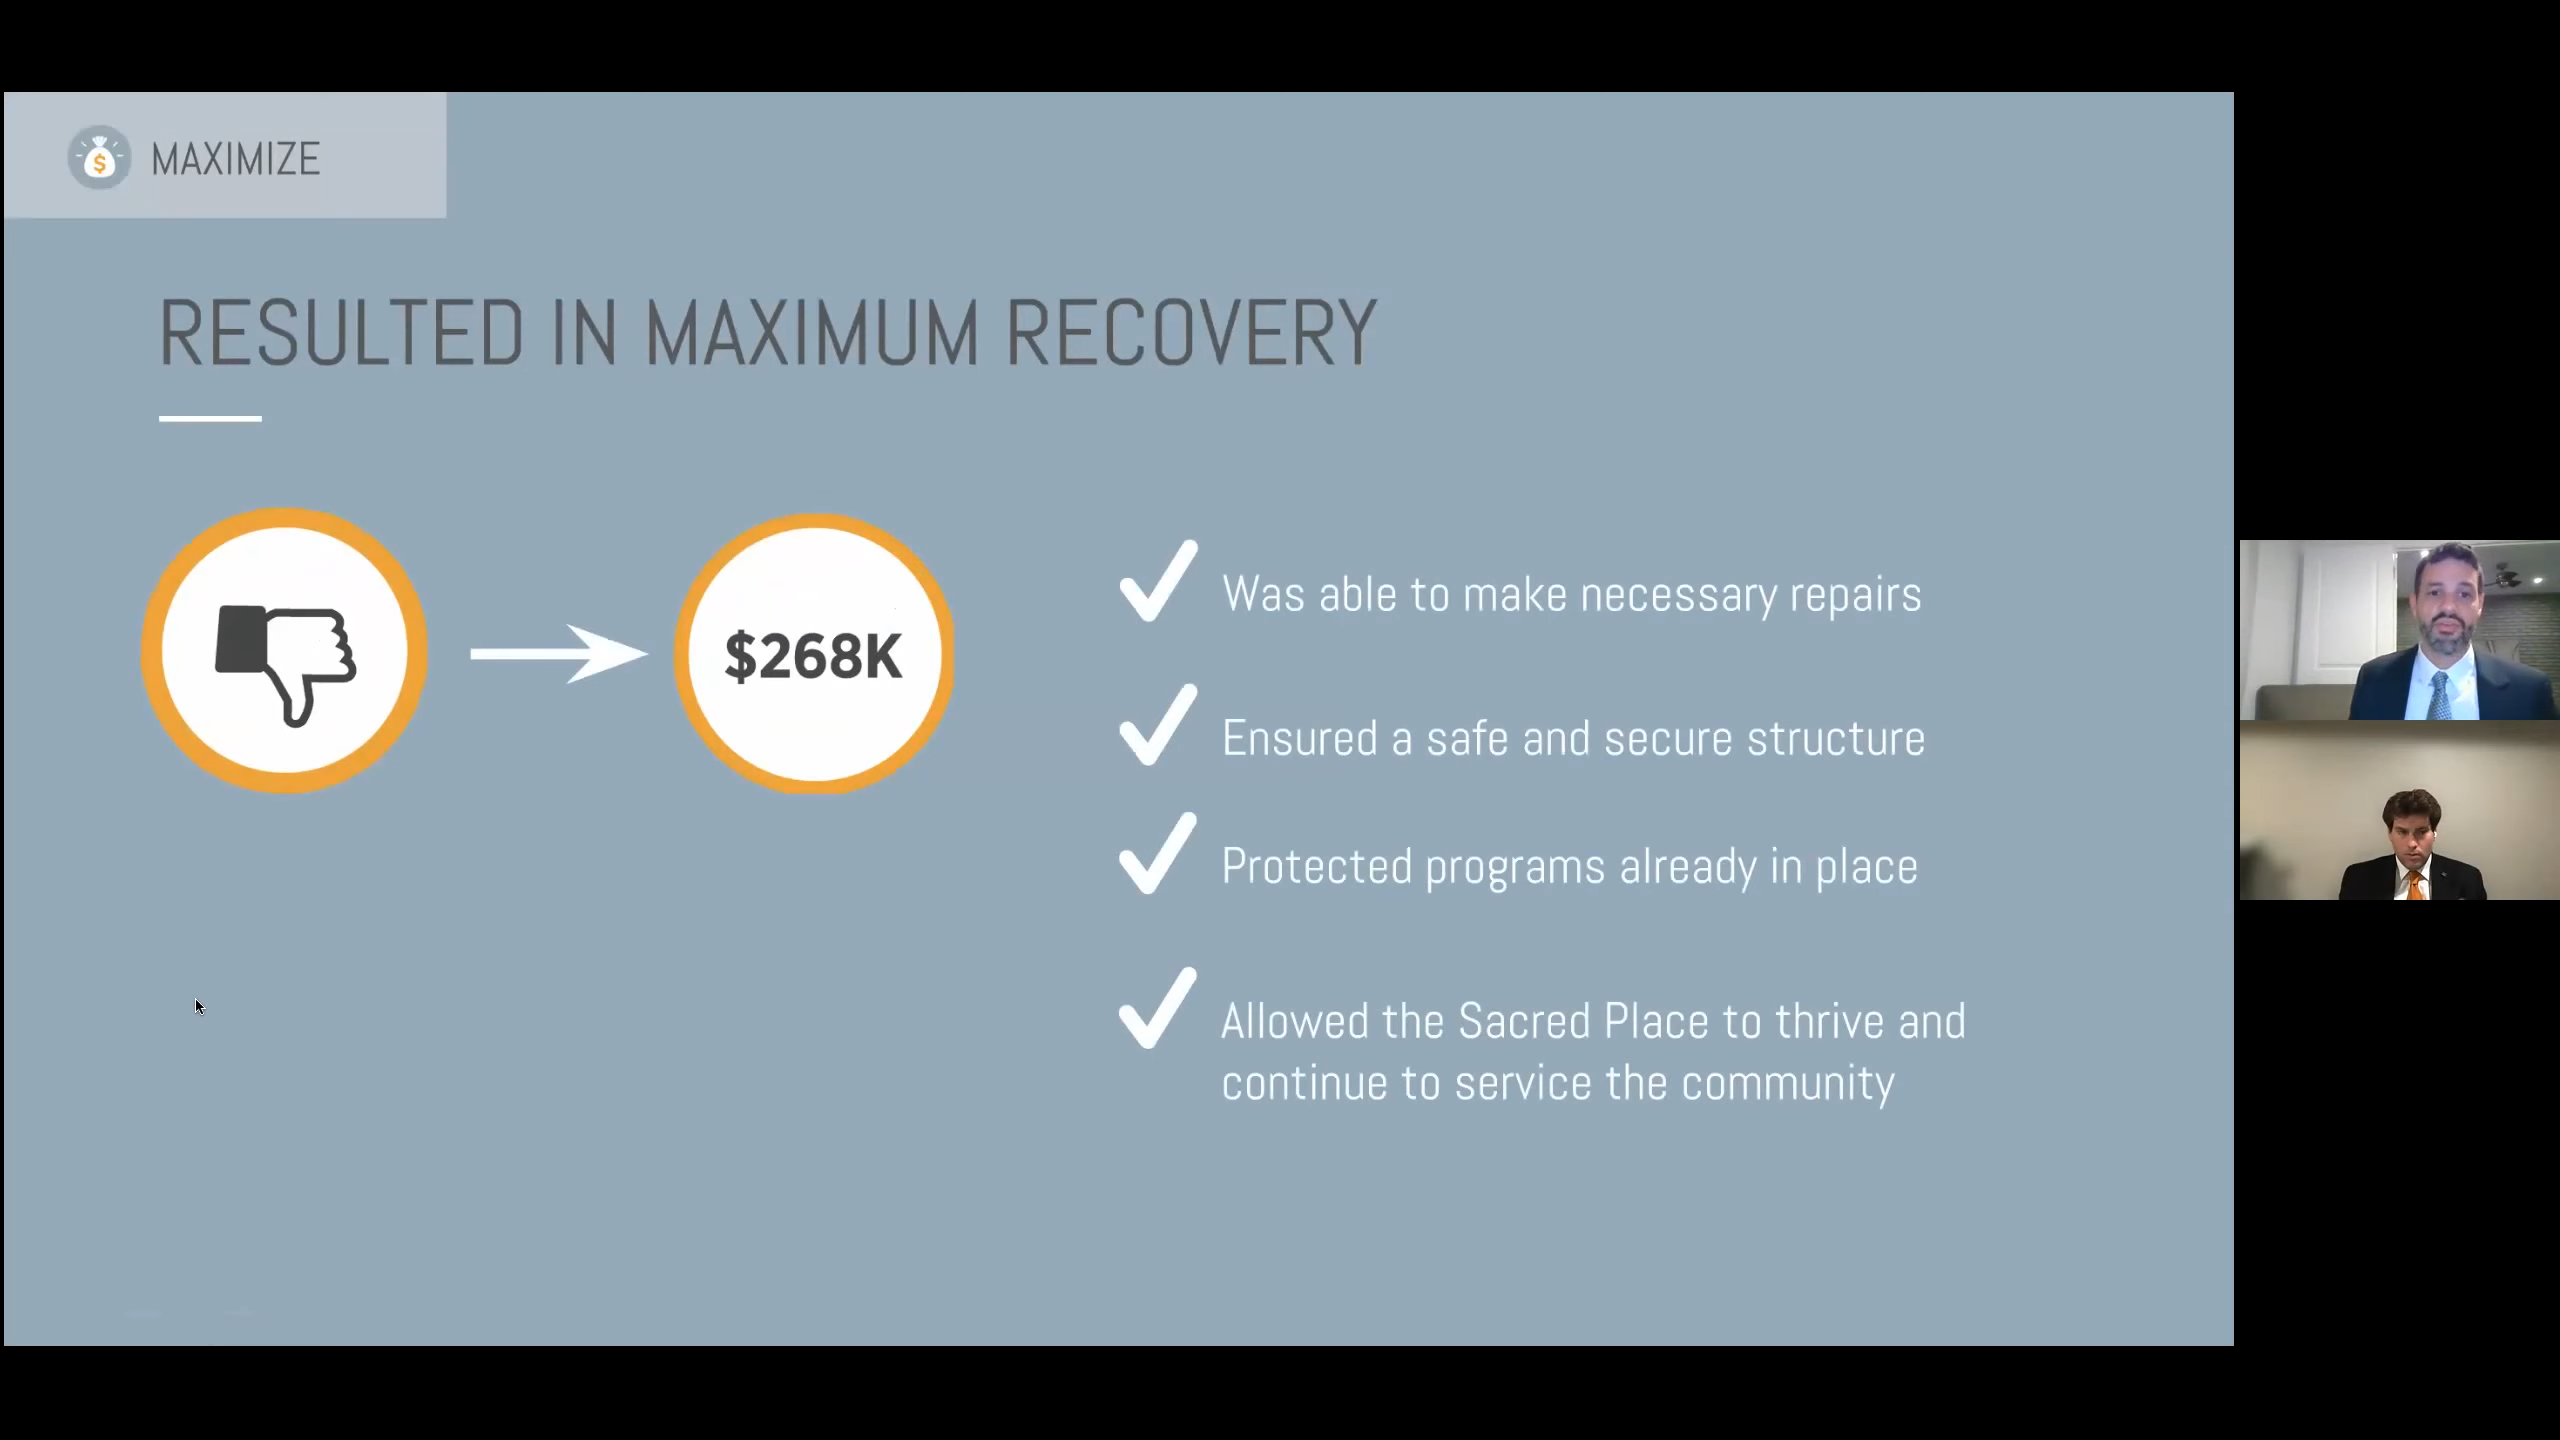 MAXIMIZE
RESULTED IN MAXIMUM RECOVERY
$268K
Was able to make necessary repairs
Ensured a safe and secure structure
Protected programs already in place
Allowed the Sacred Place to thrive and
continue to service the community